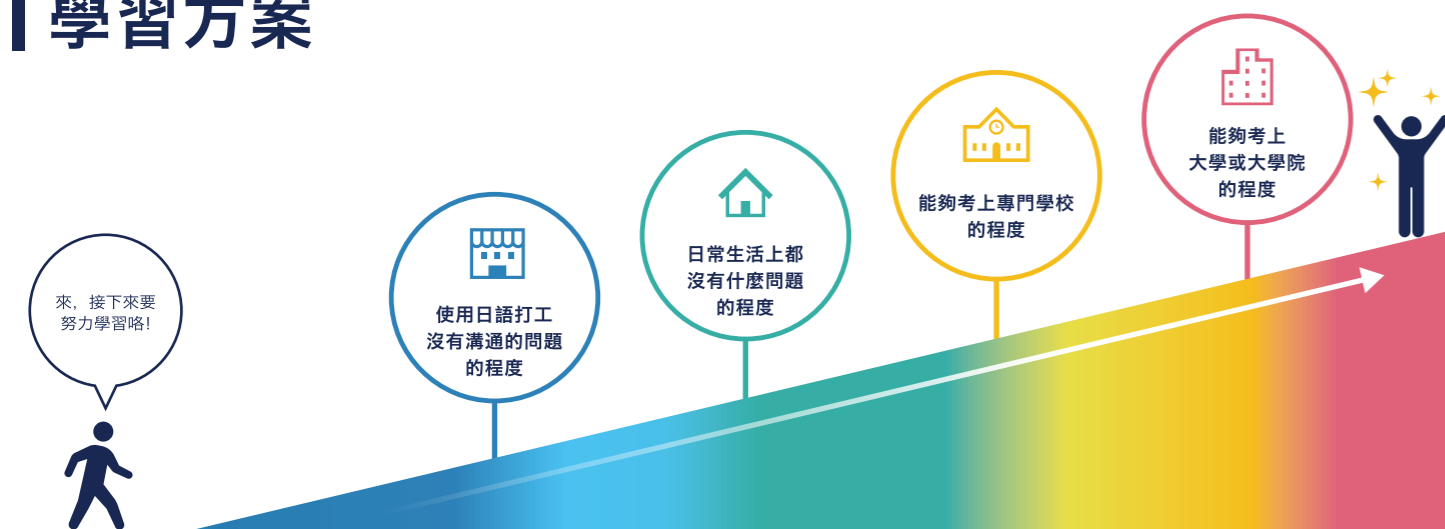 學習方案
來，接下來要
努力學習咯!
使用日語打工
沒有溝通的問題
的程度
日常生活上都
沒有什麼問題
的程度
能夠考上專門學校
的程度
能夠考上
大學或大學院
的程度